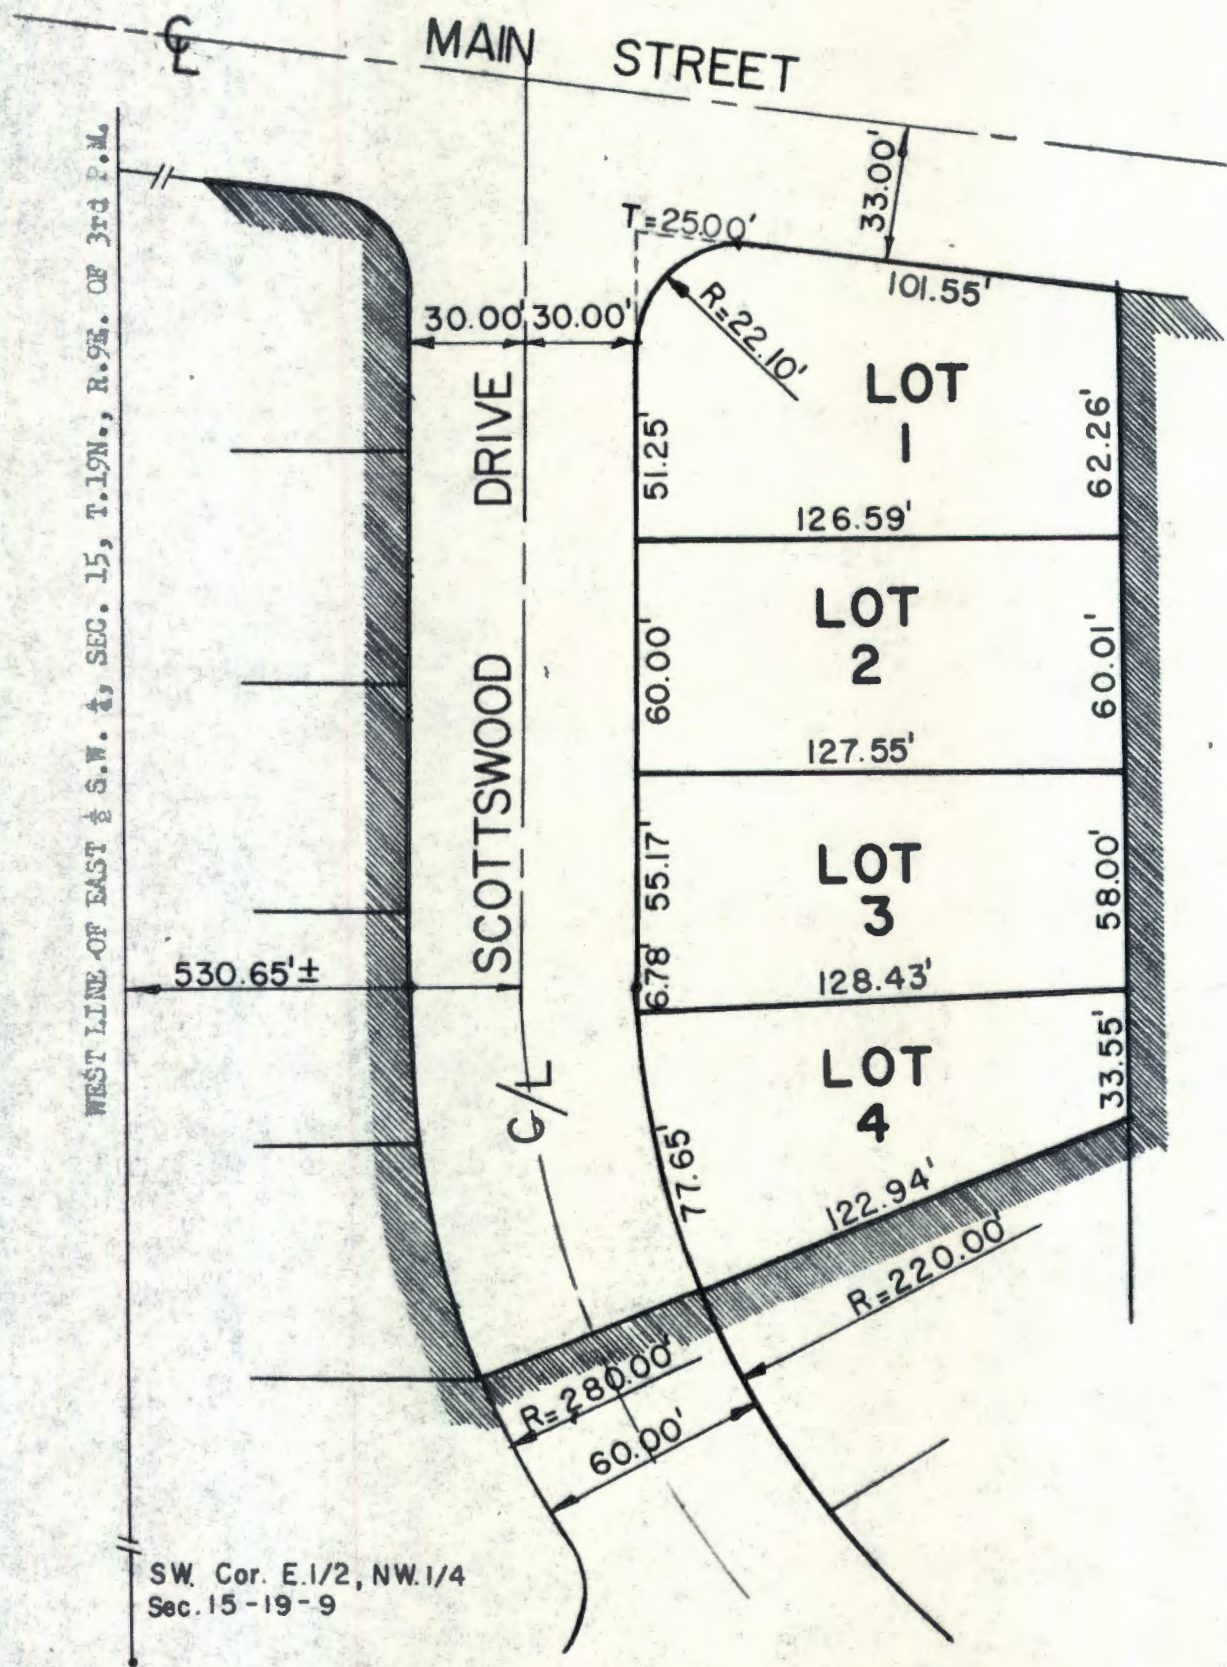 ℄
MAIN STREET
WEST LINE OF EAST ½ S.W. ¼, SEC. 15, T.19N., R.9E. OF 3rd P.M.
33.00'
T=25.00'
101.55'
R=22.10'
30.00' 30.00'
LOT
1
51.25'
62.26'
126.59'
SCOTTSWOOD DRIVE
LOT
2
60.00'
60.01'
127.55'
LOT
3
55.17'
58.00'
6.78'
128.43'
530.65'±
LOT
4
33.55'
C/L
77.65'
122.94'
R=220.00'
R=280.00'
60.00'
SW. Cor. E.1/2, NW.1/4
Sec. 15-19-9